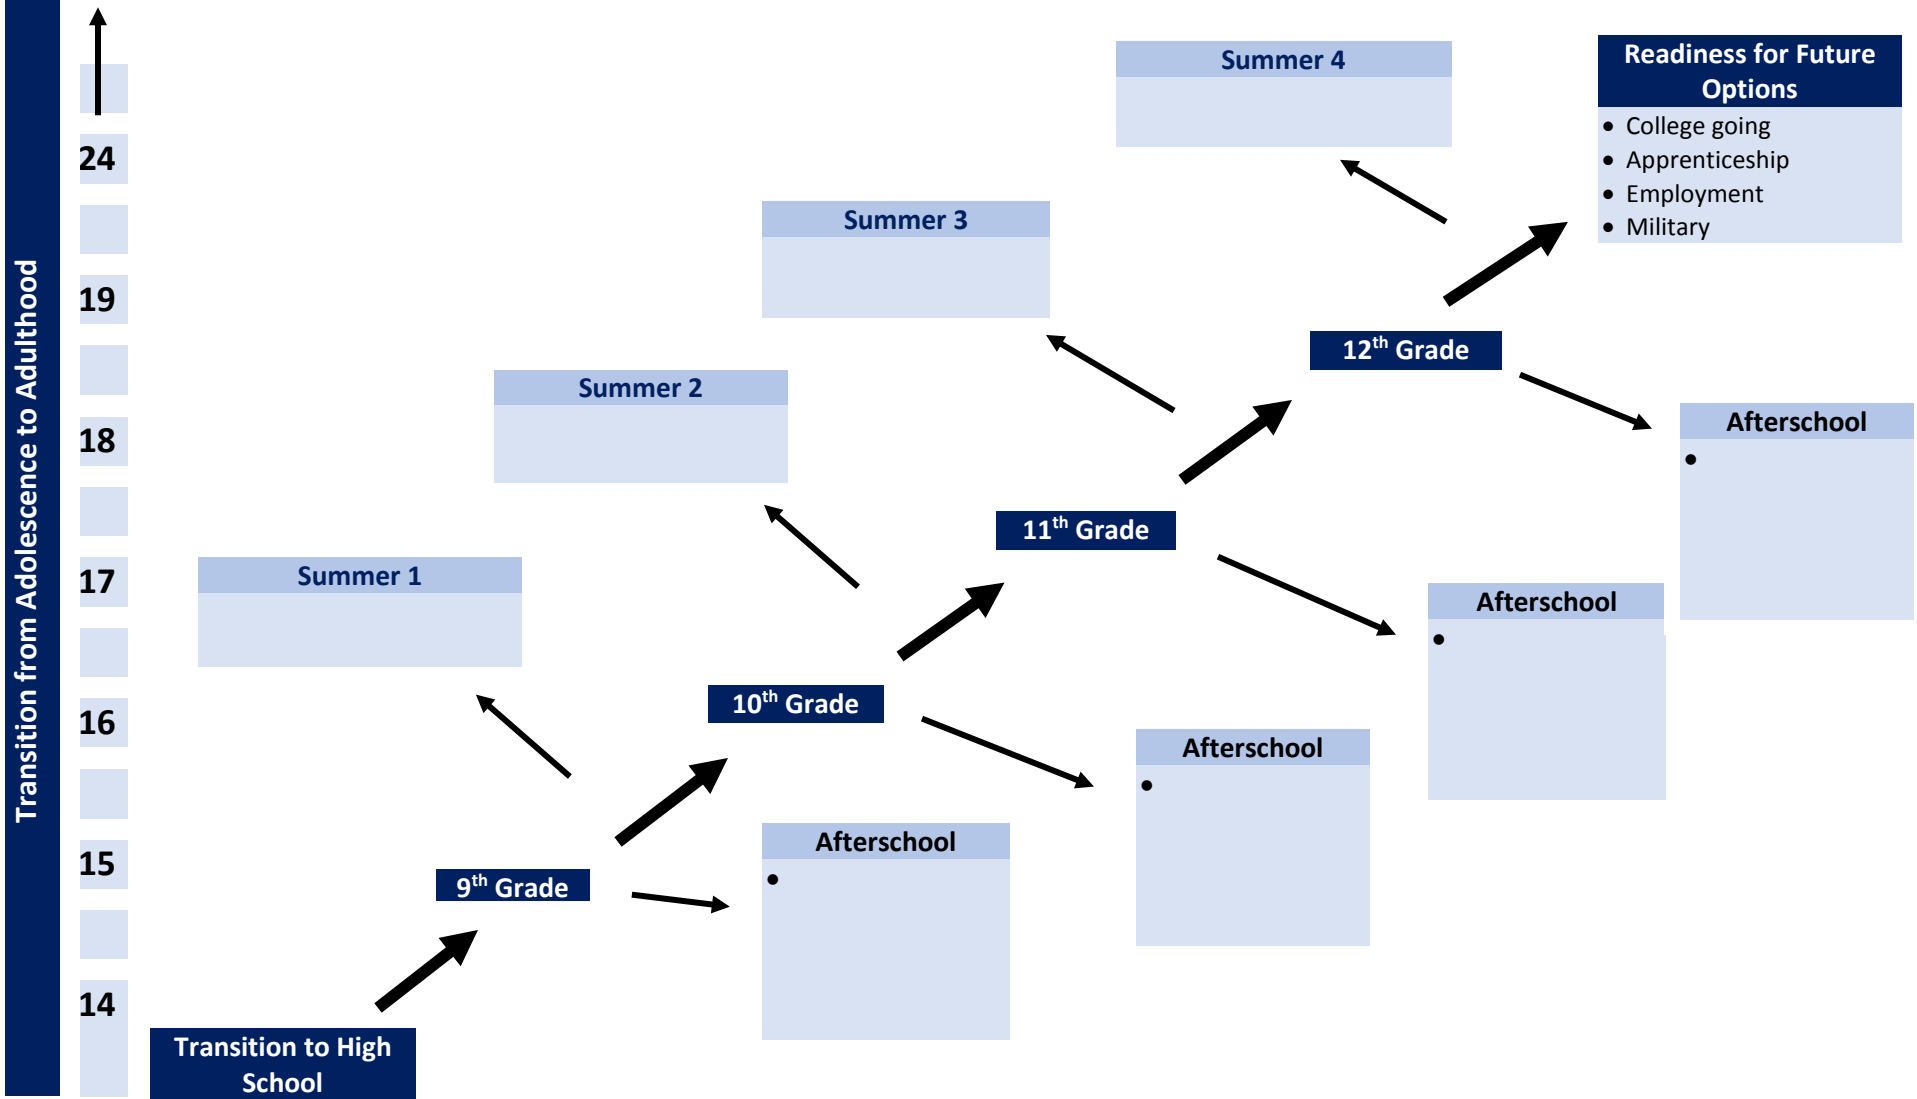 Transition from Adolescence to Adulthood
24
19
18
17
16
15
14
Summer 4
Readiness for Future
Options
• College going
• Apprenticeship
• Employment
• Military
Summer 3
12th Grade
Summer 2
Afterschool
•
11th Grade
Summer 1
Afterschool
•
10th Grade
Afterschool
•
9th Grade
Afterschool
•
Transition to High
School